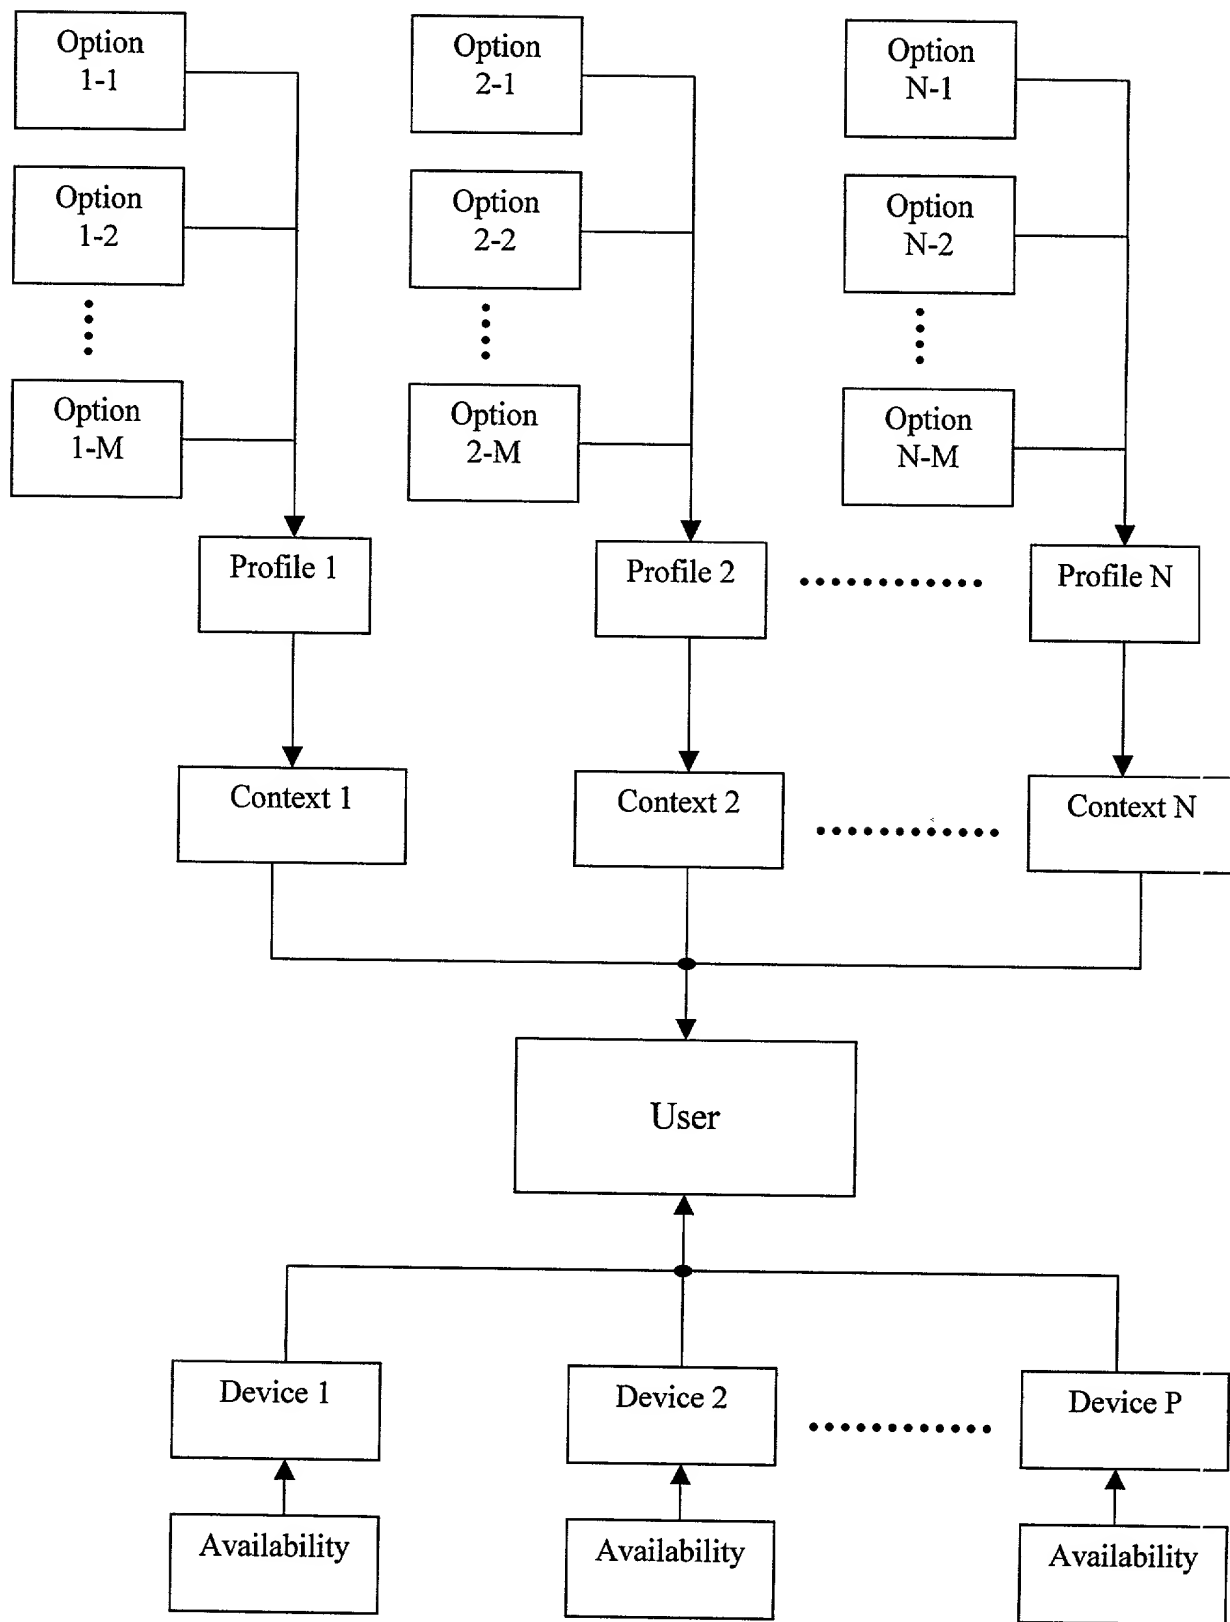 Option
1-1
Option
2-1
Option
N-1
Option
1-2
Option
2-2
Option
N-2
Option
1-M
Option
2-M
Option
N-M
Profile 1
Profile 2
Profile N
Context 1
Context 2
Context N
User
Device 1
Device 2
Device P
Availability
Availability
Availability